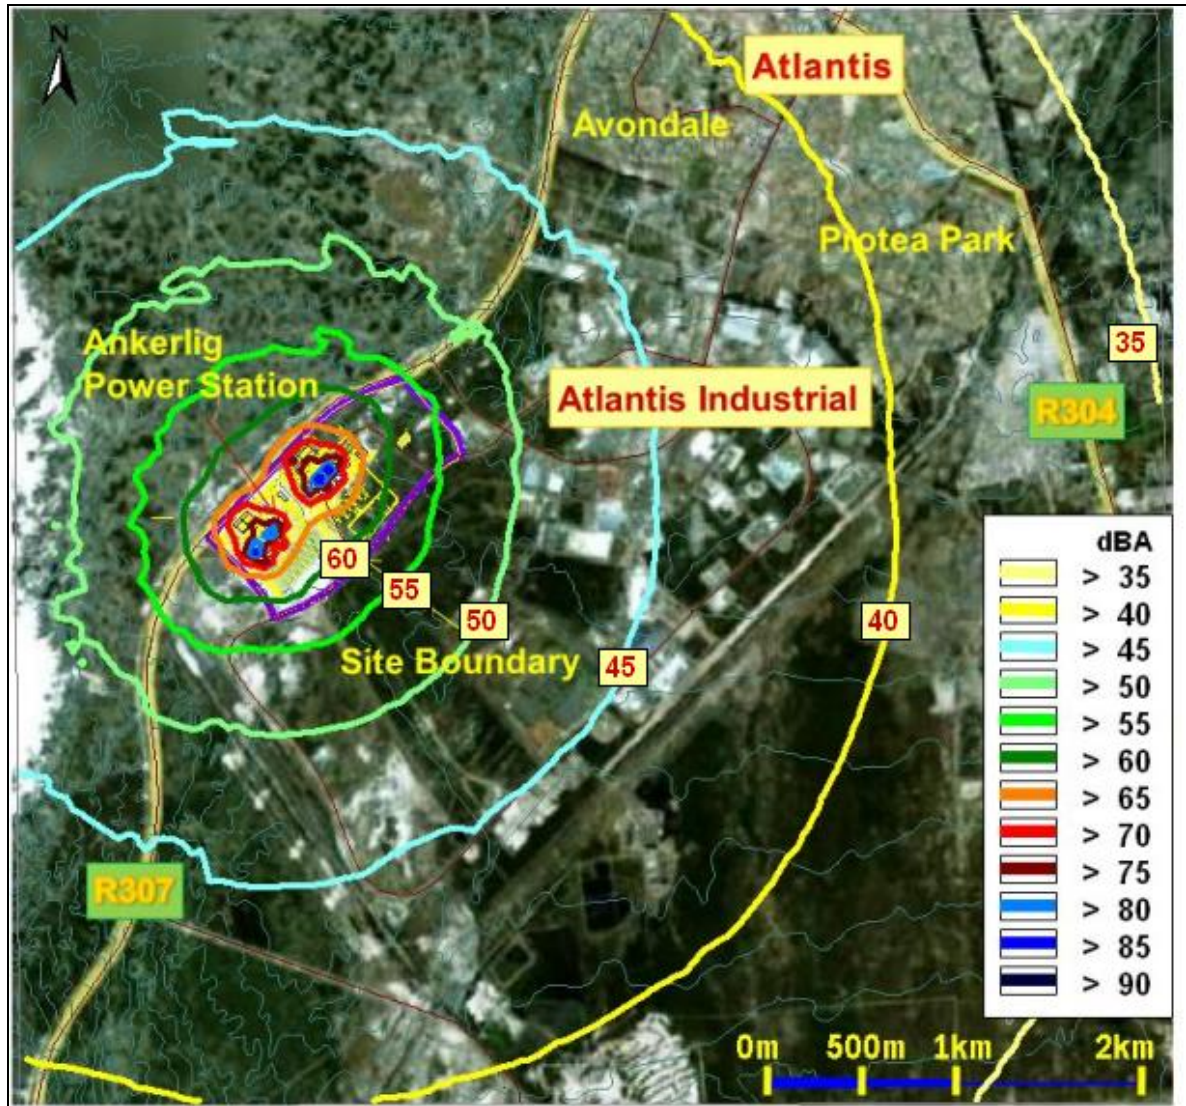 N
Atlantis
Avondale
Protea Park
Ankerlig
Power Station
35
Atlantis Industrial
R304
60
55
50
40
Site Boundary
45
R307
dBA
> 35
> 40
> 45
> 50
> 55
> 60
> 65
> 70
> 75
> 80
> 85
> 90
0m 500m 1km 2km